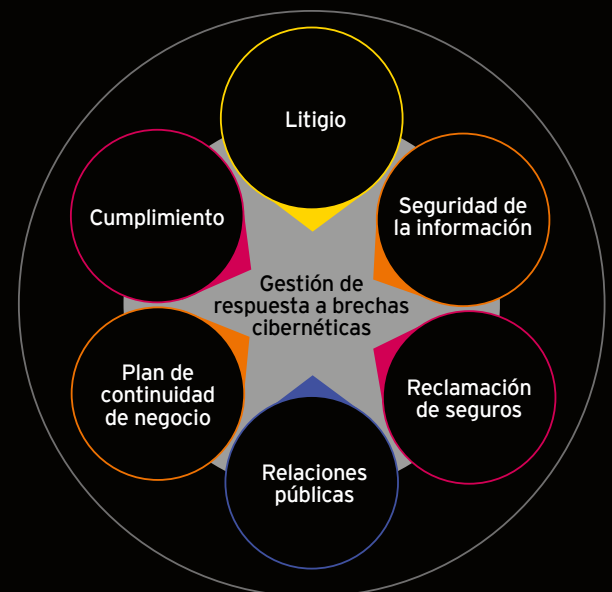 Litigio
Cumplimiento
Seguridad de
la información
Gestión de
respuesta a brechas
cibernéticas
Plan de
continuidad
de negocio
Reclamación
de seguros
Relaciones
públicas